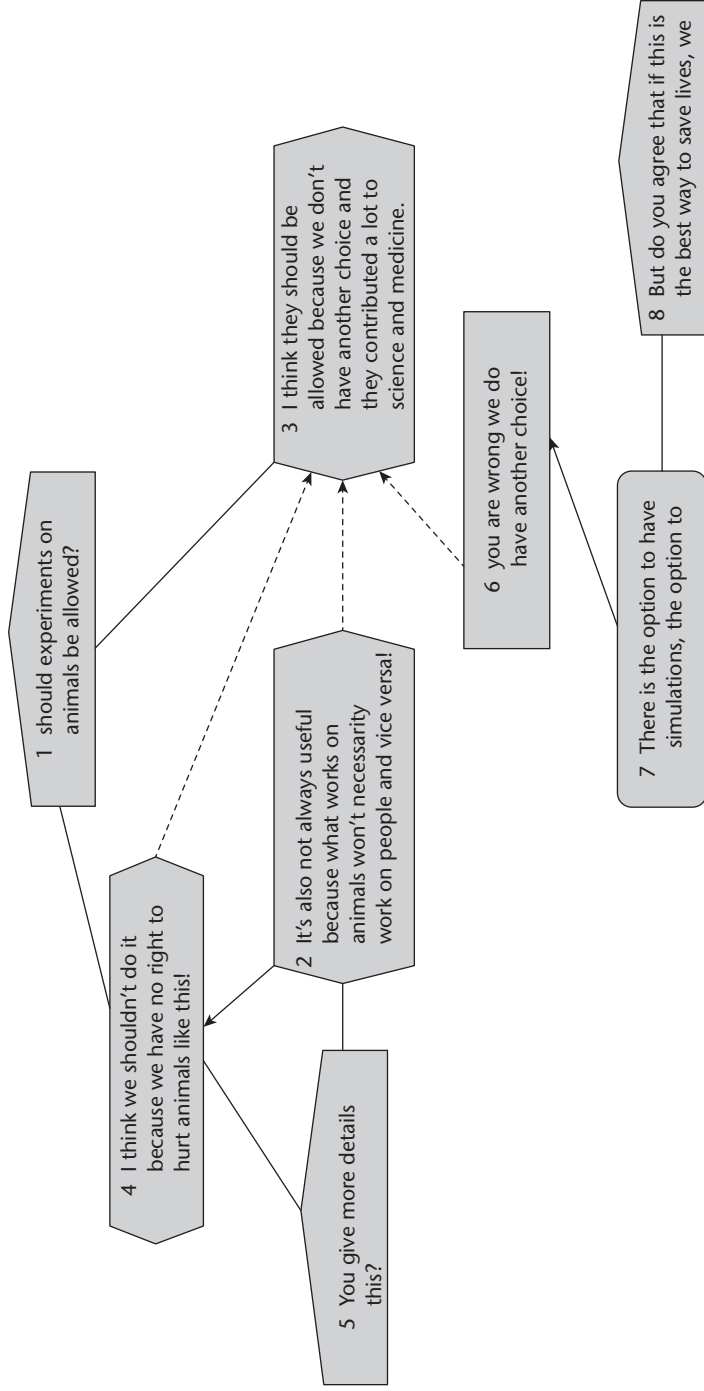 1 should experiments on
animals be allowed?
4 I think we shouldn't do it
because we have no right to
hurt animals like this!
3 I think they should be
allowed because we don't
have another choice and
they contributed a lot to
science and medicine.
2 It's also not always useful
because what works on
animals won't necessarity
work on people and vice versa!
5 You give more details
this?
6 you are wrong we do
have another choice!
7 There is the option to have
simulations, the option to
8 But do you agree that if this is
the best way to save lives, we